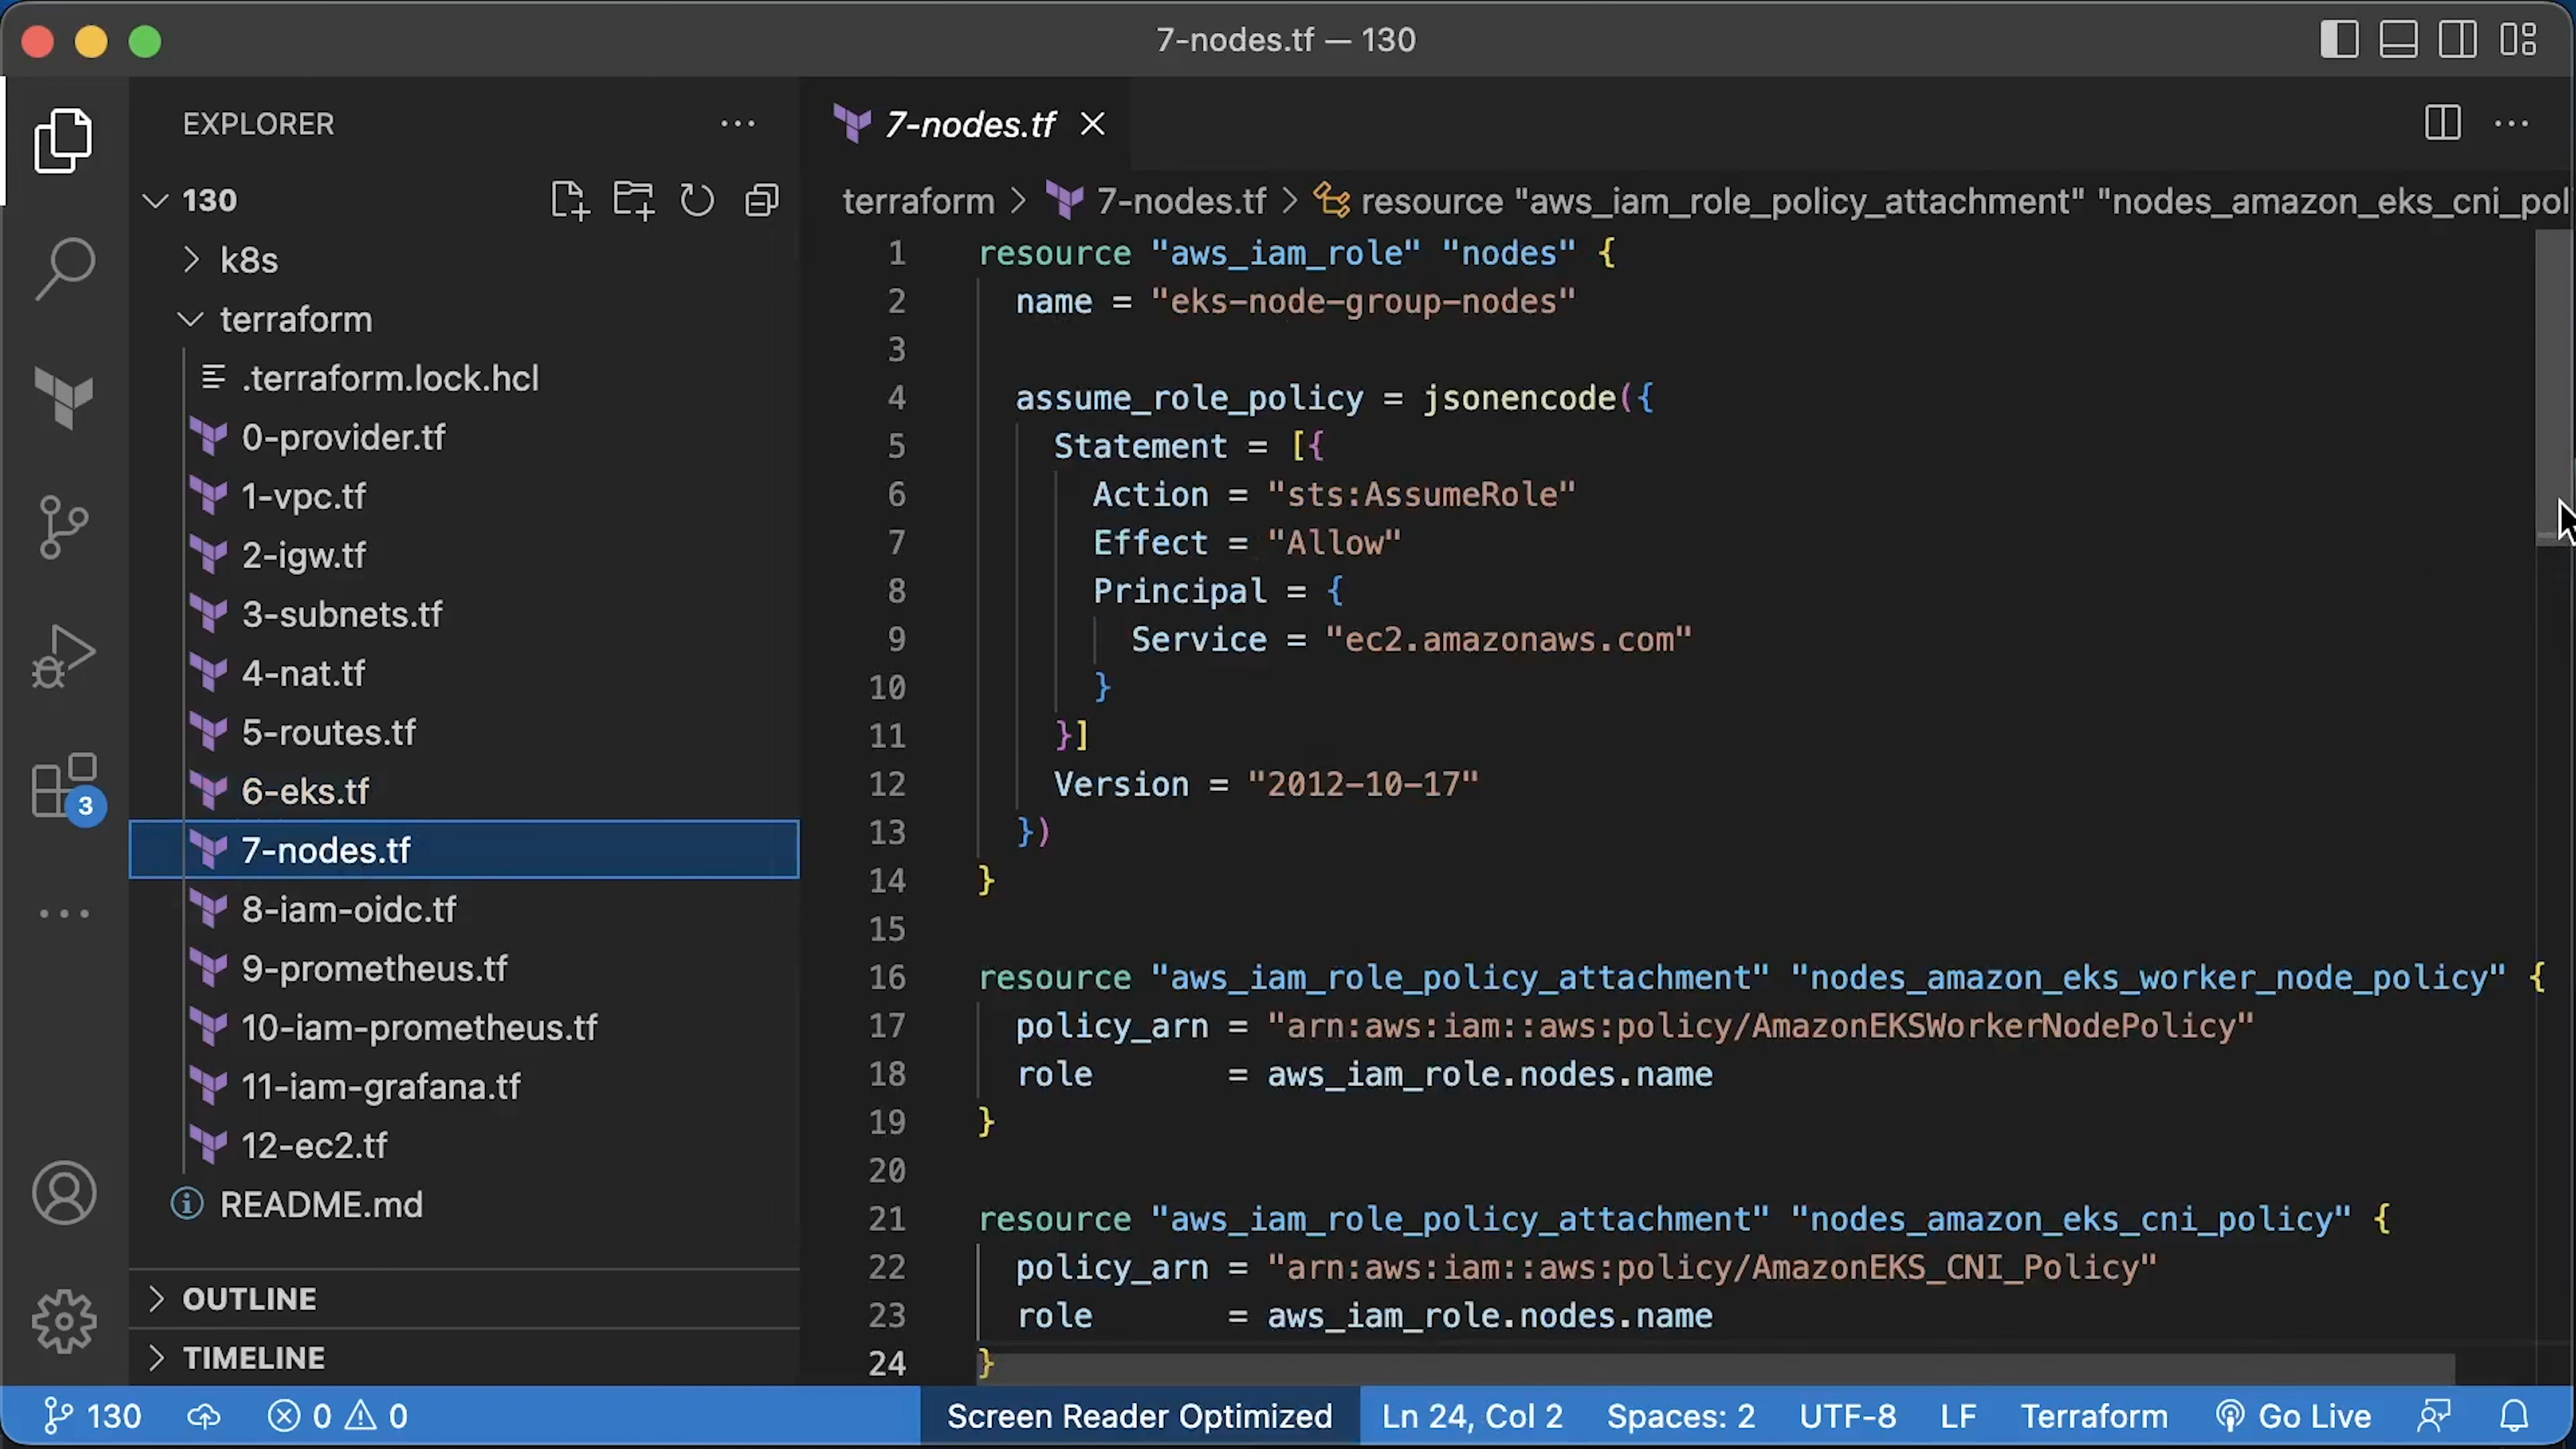 7-nodes.tf — 130
EXPLORER
130
k8s
terraform
.terraform.lock.hcl
0-provider.tf
1-vpc.tf
2-igw.tf
3-subnets.tf
4-nat.tf
5-routes.tf
6-eks.tf
7-nodes.tf
8-iam-oidc.tf
9-prometheus.tf
10-iam-prometheus.tf
11-iam-grafana.tf
12-ec2.tf
README.md
OUTLINE
TIMELINE
3
7-nodes.tf
terraform > 7-nodes.tf > resource "aws_iam_role_policy_attachment" "nodes_amazon_eks_cni_pol
1 resource "aws_iam_role" "nodes" {
2 name = "eks-node-group-nodes"
3
4 assume_role_policy = jsonencode({
5 Statement = [{
6 Action = "sts:AssumeRole"
7 Effect = "Allow"
8 Principal = {
9 Service = "ec2.amazonaws.com"
10 }
11 }]
12 Version = "2012-10-17"
13 })
14 }
15
16 resource "aws_iam_role_policy_attachment" "nodes_amazon_eks_worker_node_policy" {
17 policy_arn = "arn:aws:iam::aws:policy/AmazonEKSWorkerNodePolicy"
18 role = aws_iam_role.nodes.name
19 }
20
21 resource "aws_iam_role_policy_attachment" "nodes_amazon_eks_cni_policy" {
22 policy_arn = "arn:aws:iam::aws:policy/AmazonEKS_CNI_Policy"
23 role = aws_iam_role.nodes.name
24 }
130 0 0 Screen Reader Optimized Ln 24, Col 2 Spaces: 2 UTF-8 LF Terraform Go Live